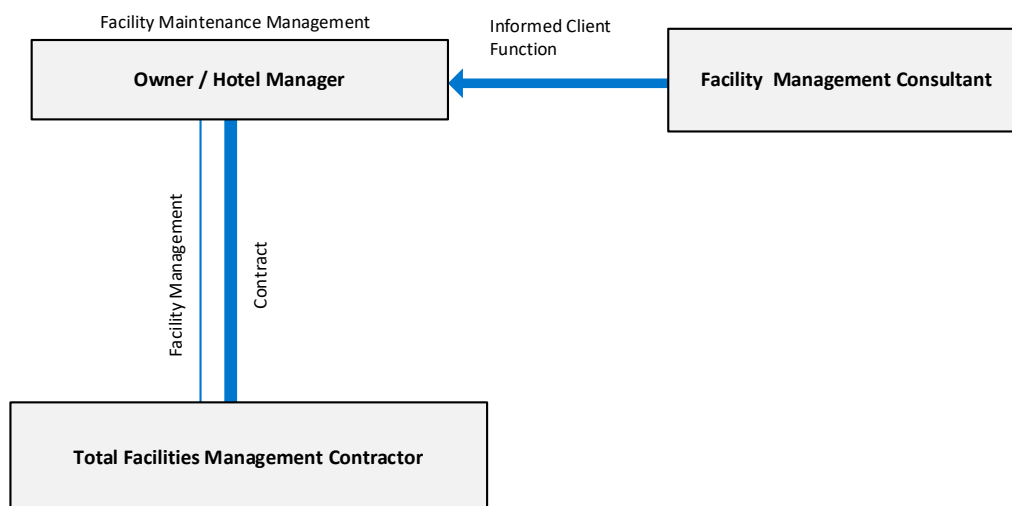 Facility Maintenance Management
Informed Client
Function
Owner / Hotel Manager
Facility Management Consultant
Facility Management
Contract
Total Facilities Management Contractor